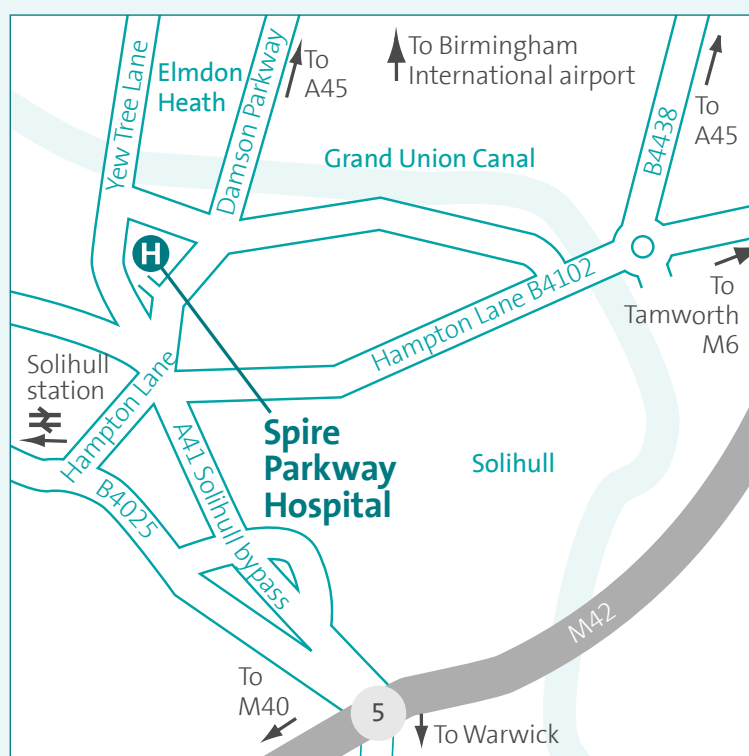 Yew Tree Lane
Elmdon
Heath
Damson Parkway
To
A45
To Birmingham
International airport
B4438
To
A45
Grand Union Canal
H
Hampton Lane B4102
To
Tamworth
M6
Solihull
station
Hampton Lane
A41 Solihull bypass
B4025
Spire
Parkway
Hospital
Solihull
M42
To
M40
5
To Warwick